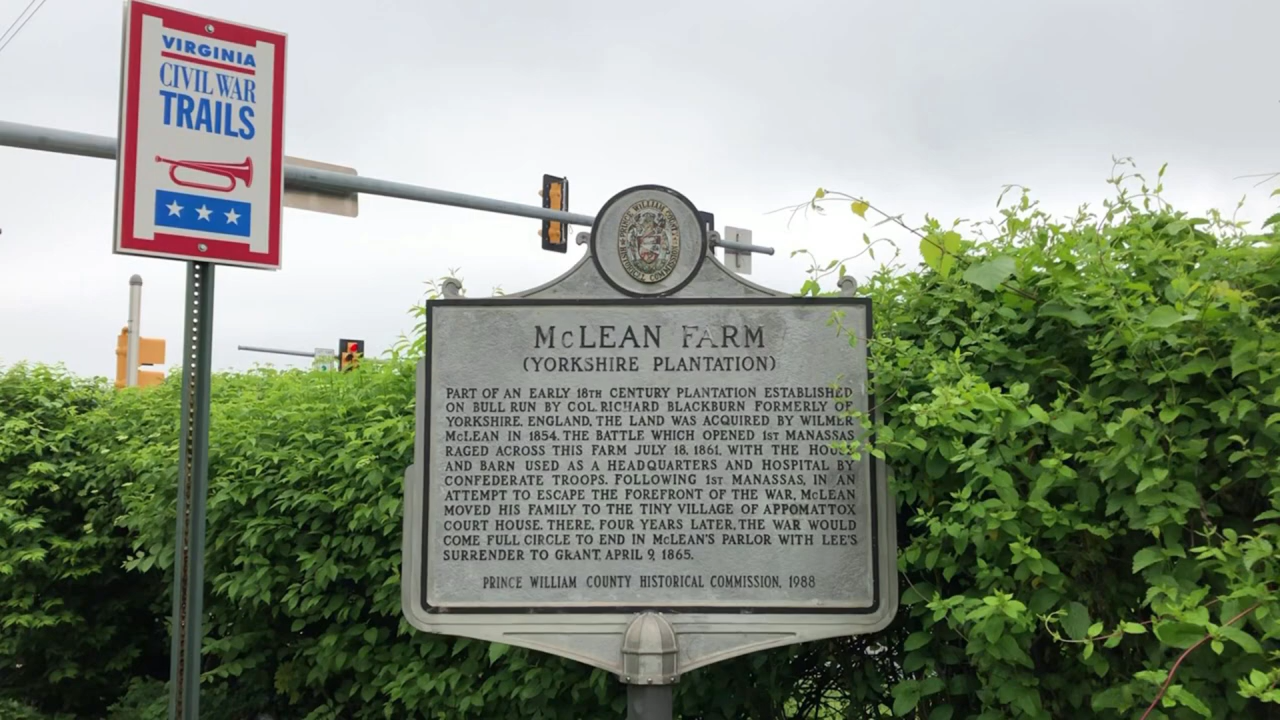 VIRGINIA
CIVIL WAR
TRAILS
PRINCE WILLIAM COUNTY
HISTORICAL COMMISSION
McLEAN FARM
(YORKSHIRE PLANTATION)
PART OF AN EARLY 18TH CENTURY PLANTATION ESTABLISHED
ON BULL RUN BY COL. RICHARD BLACKBURN FORMERLY OF
YORKSHIRE, ENGLAND, THE LAND WAS ACQUIRED BY WILMER
McLEAN IN 1854. THE BATTLE WHICH OPENED 1ST MANASSAS
RAGED ACROSS THIS FARM JULY 18, 1861, WITH THE HOUSE
AND BARN USED AS A HEADQUARTERS AND HOSPITAL BY
CONFEDERATE TROOPS. FOLLOWING 1ST MANASSAS, IN AN
ATTEMPT TO ESCAPE THE FOREFRONT OF THE WAR, McLEAN
MOVED HIS FAMILY TO THE TINY VILLAGE OF APPOMATTOX
COURT HOUSE. THERE, FOUR YEARS LATER, THE WAR WOULD
COME FULL CIRCLE TO END IN McLEAN'S PARLOR WITH LEE'S
SURRENDER TO GRANT, APRIL 9, 1865.
PRINCE WILLIAM COUNTY HISTORICAL COMMISSION, 1988